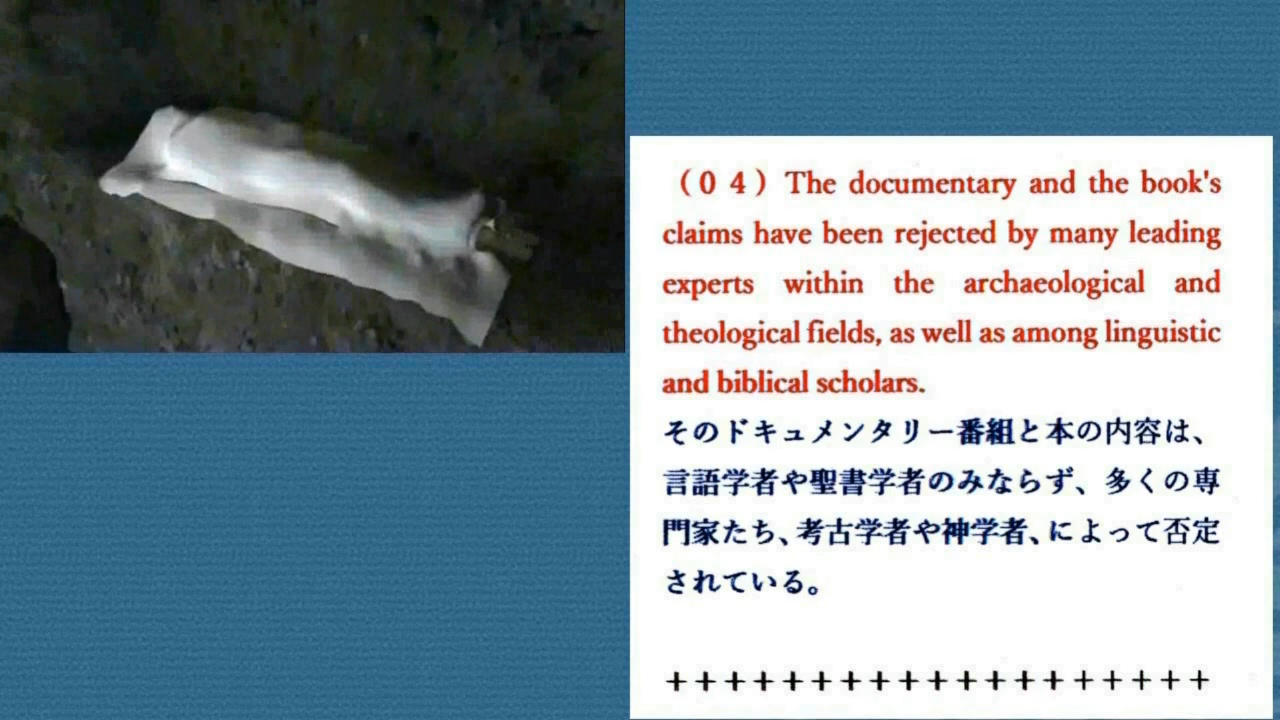 （０４）The documentary and the book's
claims have been rejected by many leading
experts within the archaeological and
theological fields, as well as among linguistic
and biblical scholars.
そのドキュメンタリー番組と本の内容は、
言語学者や聖書学者のみならず、多くの専
門家たち、考古学者や神学者、によって否定
されている。
+++++++++++++++++++